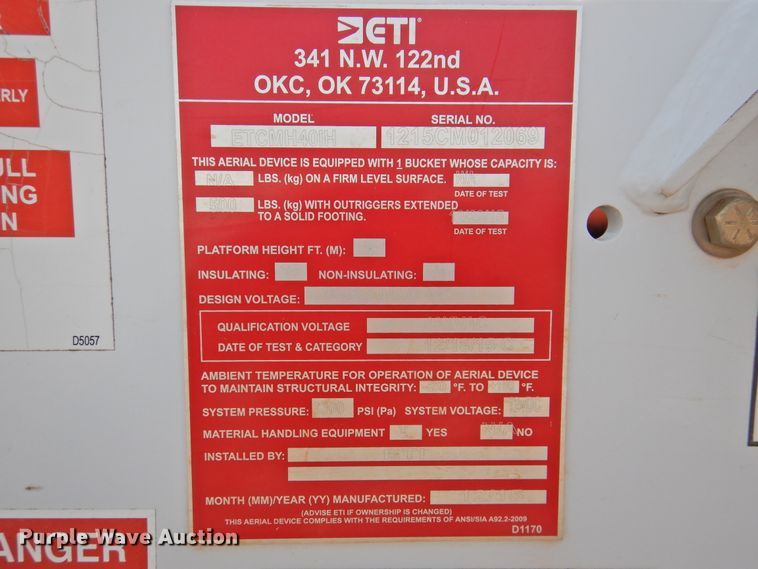 ETI
341 N.W. 122nd
OKC, OK 73114, U.S.A.
MODEL SERIAL NO.
ETCMH40IH 1215CM012069
THIS AERIAL DEVICE IS EQUIPPED WITH 1 BUCKET WHOSE CAPACITY IS:
N/A LBS. (kg) ON A FIRM LEVEL SURFACE.
DATE OF TEST
500 LBS. (kg) WITH OUTRIGGERS EXTENDED
TO A SOLID FOOTING.
DATE OF TEST
PLATFORM HEIGHT FT. (M):
INSULATING: NON-INSULATING:
DESIGN VOLTAGE:
QUALIFICATION VOLTAGE
DATE OF TEST & CATEGORY
AMBIENT TEMPERATURE FOR OPERATION OF AERIAL DEVICE
TO MAINTAIN STRUCTURAL INTEGRITY: °F. TO °F.
SYSTEM PRESSURE: PSI (Pa) SYSTEM VOLTAGE:
MATERIAL HANDLING EQUIPMENT YES NO
INSTALLED BY: ETI
MONTH (MM)/YEAR (YY) MANUFACTURED:
(ADVISE ETI IF OWNERSHIP IS CHANGED)
THIS AERIAL DEVICE COMPLIES WITH THE REQUIREMENTS OF ANSI/SIA A92.2-2009
D1170
R
ERLY
ULL
NG
N
D5057
ANGER
Purple Wave Auction